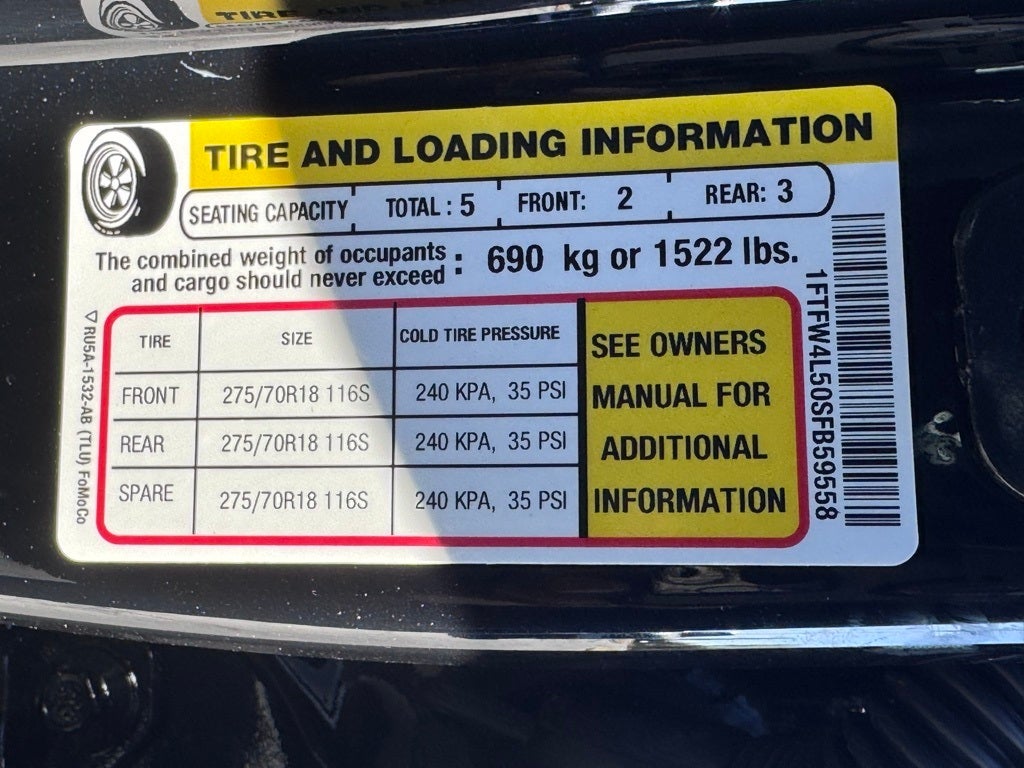 TIRE AND LOADING INFORMATION
SEATING CAPACITY TOTAL : 5 FRONT: 2 REAR: 3
The combined weight of occupants
and cargo should never exceed : 690 kg or 1522 lbs.
TIRE SIZE COLD TIRE PRESSURE
FRONT 275/70R18 116S 240 KPA, 35 PSI
REAR 275/70R18 116S 240 KPA, 35 PSI
SPARE 275/70R18 116S 240 KPA, 35 PSI
SEE OWNERS
MANUAL FOR
ADDITIONAL
INFORMATION
1FTFW4L50SFB59558
RU5A-1532-AB (TLU) FoMoCo